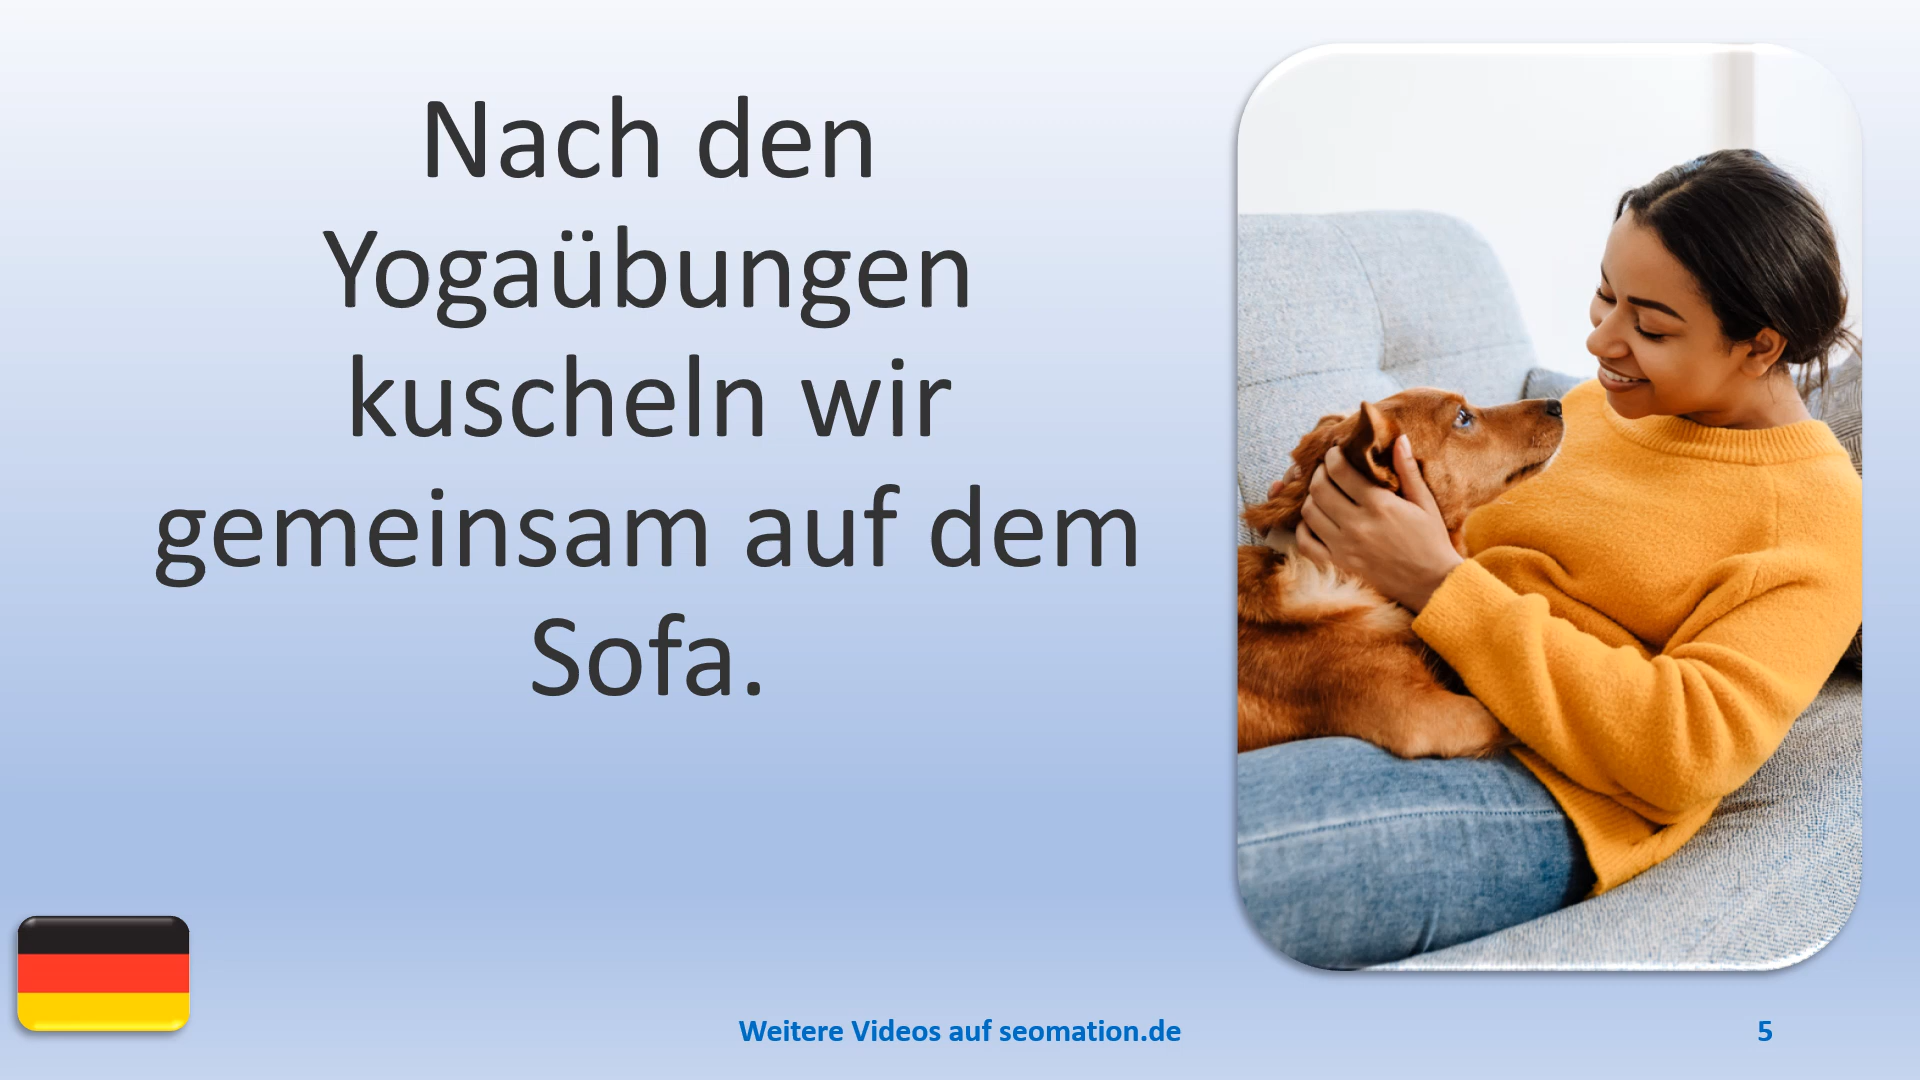 Nach den
Yogaübungen
kuscheln wir
gemeinsam auf dem
Sofa.
Weitere Videos auf seomation.de
5